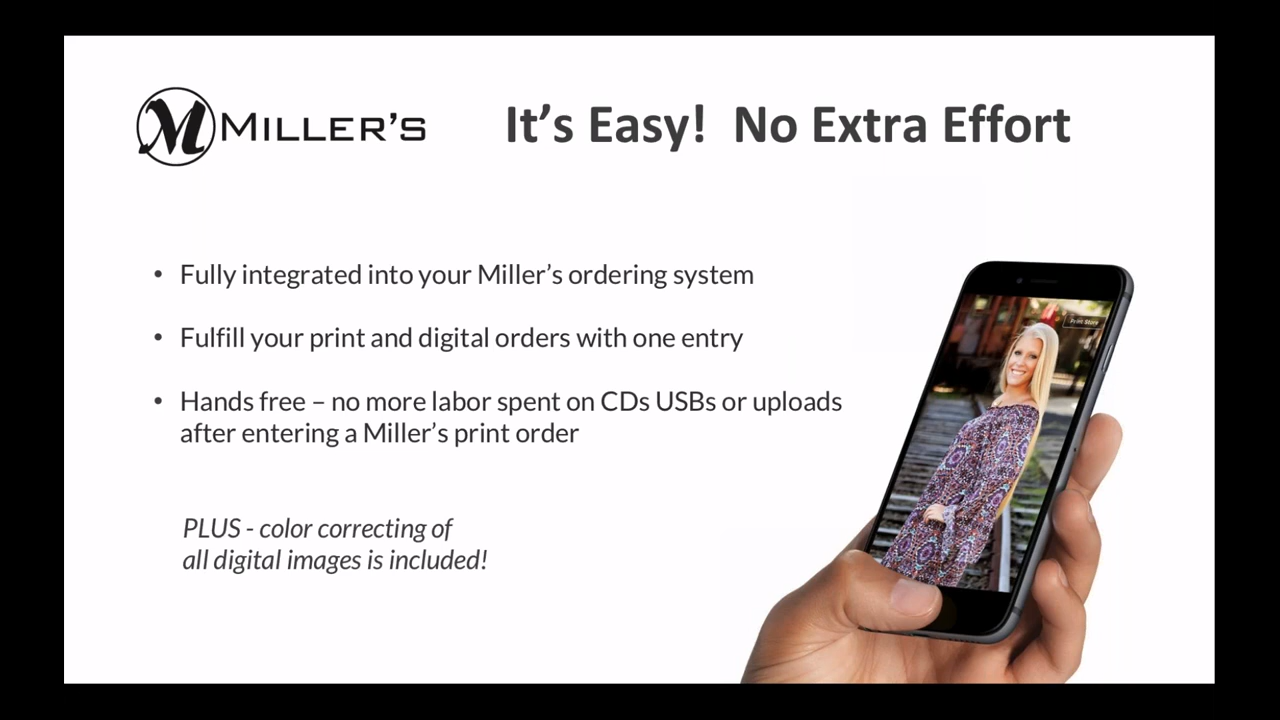 MILLER'S
It's Easy! No Extra Effort
• Fully integrated into your Miller's ordering system
• Fulfill your print and digital orders with one entry
• Hands free – no more labor spent on CDs USBs or uploads
after entering a Miller's print order
Print Store
PLUS - color correcting of
all digital images is included!